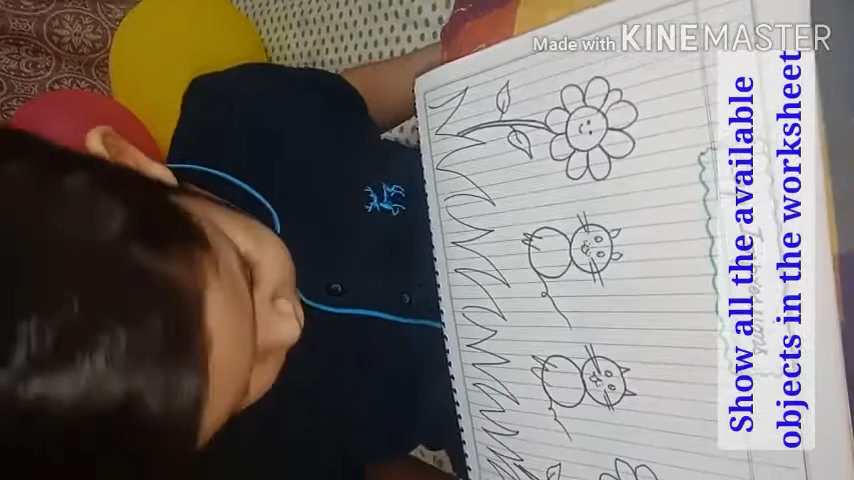 Made with KINEMASTER
Show all the available
objects in the worksheet